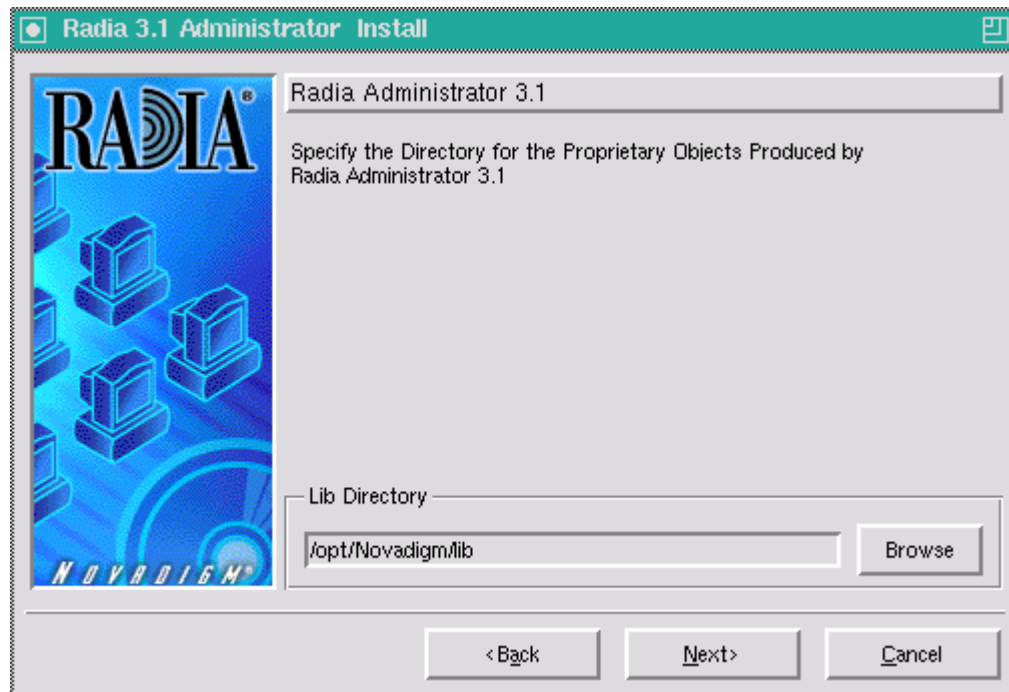 Radia 3.1 Administrator Install
RADIA®
Radia Administrator 3.1
Specify the Directory for the Proprietary Objects Produced by
Radia Administrator 3.1
Lib Directory
/opt/Novadigm/lib
Browse
NOVADIGM®
<Back
Next>
Cancel